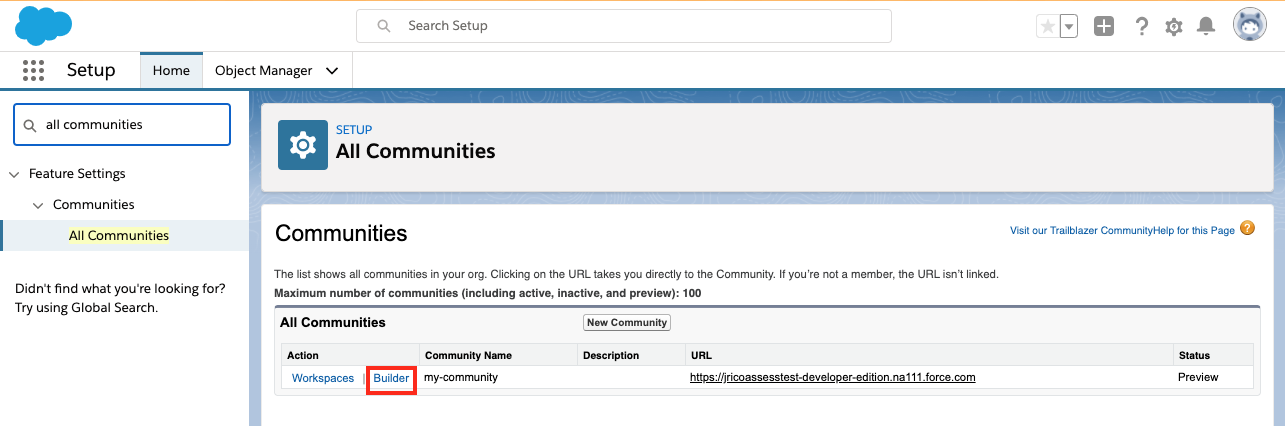 Search Setup
Setup
Home
Object Manager
all communities
Feature Settings
Communities
All Communities
Didn't find what you're looking for?
Try using Global Search.
SETUP
All Communities
Communities
Visit our Trailblazer CommunityHelp for this Page ?
The list shows all communities in your org. Clicking on the URL takes you directly to the Community. If you're not a member, the URL isn't linked.
Maximum number of communities (including active, inactive, and preview): 100
All Communities New Community
Action Community Name Description URL Status
Workspaces | Builder my-community https://jricoassesstest-developer-edition.na111.force.com Preview